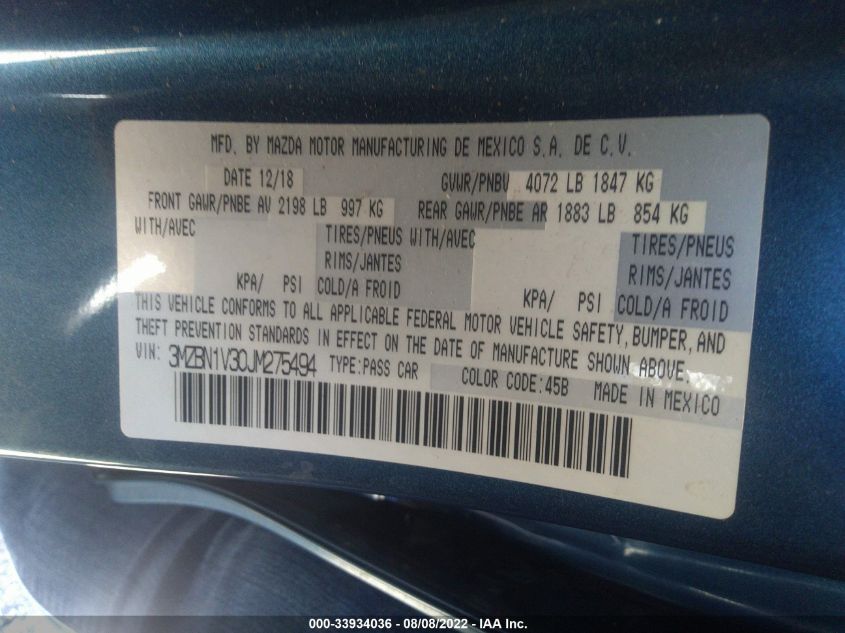 MFD. BY MAZDA MOTOR MANUFACTURING DE MEXICO S.A. DE C.V.
DATE 12/18 GVWR/PNBV 4072 LB 1847 KG
FRONT GAWR/PNBE AV 2198 LB 997 KG REAR GAWR/PNBE AR 1883 LB 854 KG
WITH/AVEC TIRES/PNEUS WITH/AVEC TIRES/PNEUS
RIMS/JANTES RIMS/JANTES
KPA/ PSI COLD/A FROID KPA/ PSI COLD/A FROID
THIS VEHICLE CONFORMS TO ALL APPLICABLE FEDERAL MOTOR VEHICLE SAFETY, BUMPER, AND
THEFT PREVENTION STANDARDS IN EFFECT ON THE DATE OF MANUFACTURE SHOWN ABOVE.
VIN: 3MZBN1V30JM275494 TYPE:PASS CAR COLOR CODE:45B MADE IN MEXICO
000-33934036 - 08/08/2022 - IAA Inc.